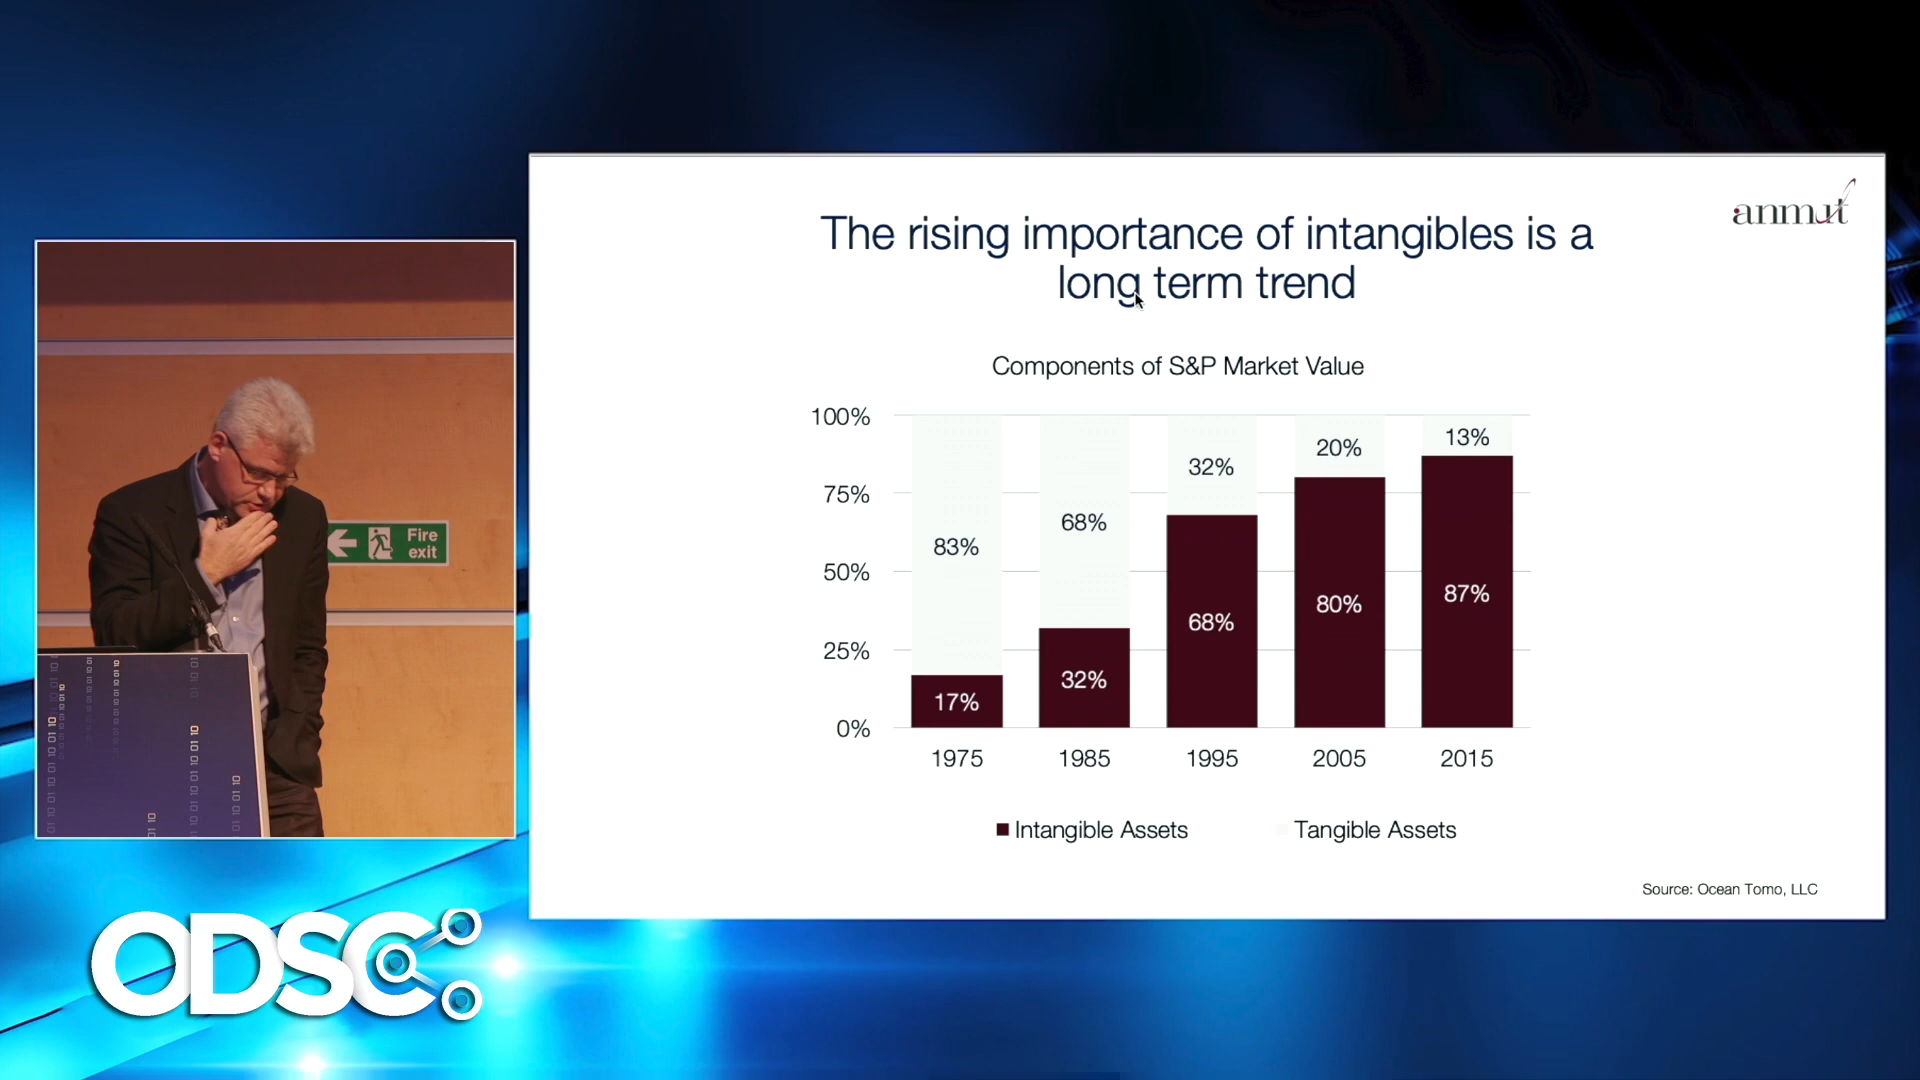 anmut
The rising importance of intangibles is a
long term trend
Components of S&P Market Value
100%
75%
50%
25%
0%
83%
68%
32%
20%
13%
17%
32%
68%
80%
87%
1975
1985
1995
2005
2015
Intangible Assets
Tangible Assets
Source: Ocean Tomo, LLC
Fire
exit
ODSC